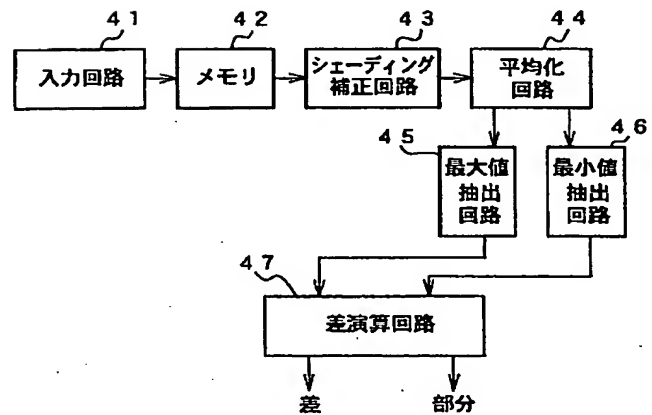 41
42
43
44
入力回路
メモリ
シェーディング
補正回路
平均化
回路
45
46
最大値
抽出
回路
最小値
抽出
回路
47
差演算回路
差
部分